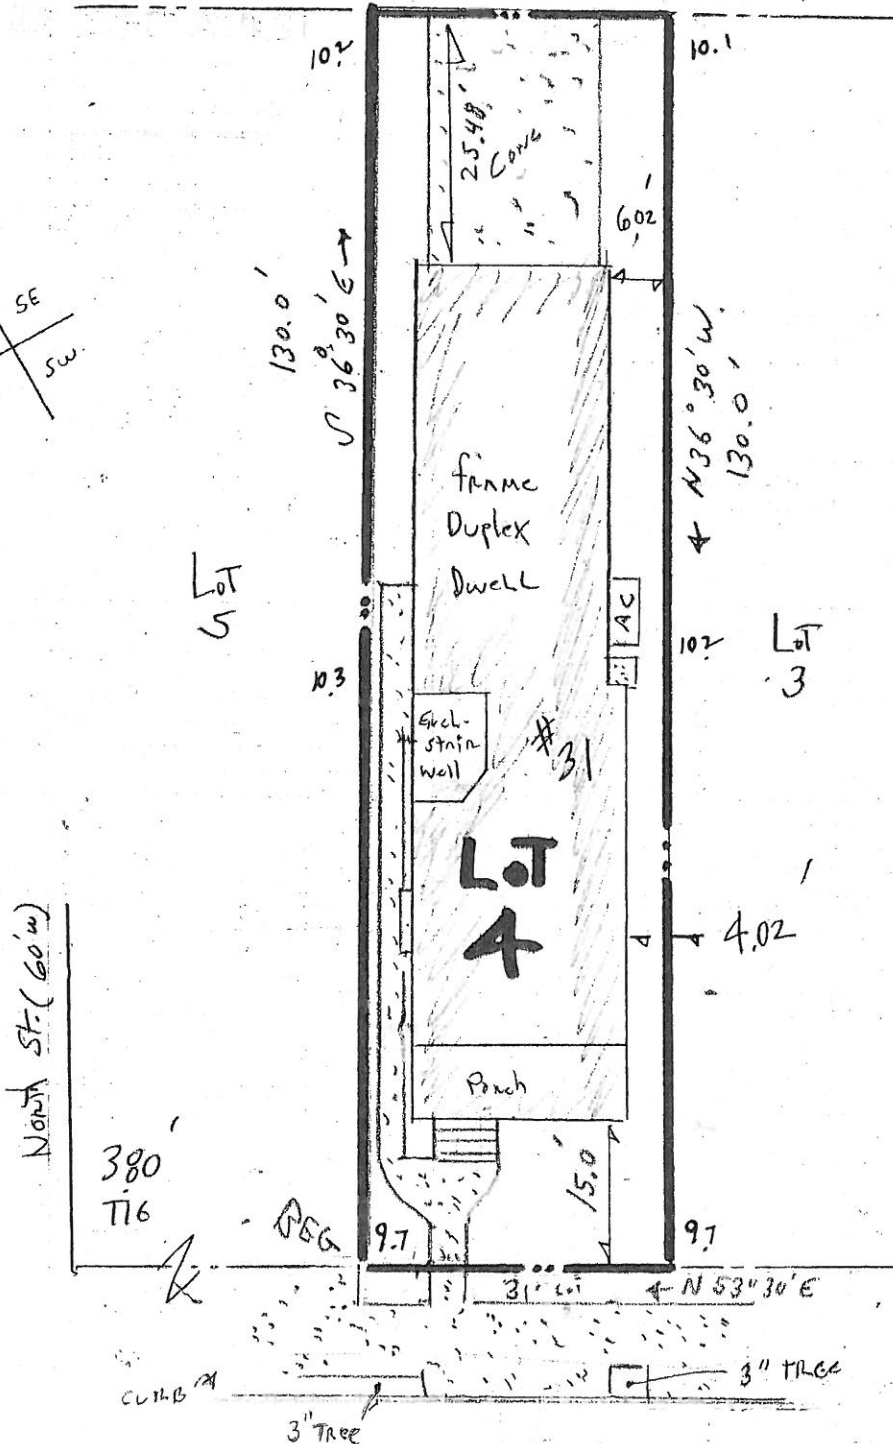 10.2
10.1
25.48'
CONC
6.02'
SE
SW.
130.0'
S 36° 30' E →
← N 36° 30' W.
130.0'
frame
Duplex
Dwell
LoT
5
AC
10.2
LoT
3
10.3
Encl.
stair
well
#31
LoT
4
4.02'
North St. (60'W)
Porch
380'
TIE
15.0'
BEG
9.7
9.7
← N 53° 30' E
CURB
3" TREE
3" TREE